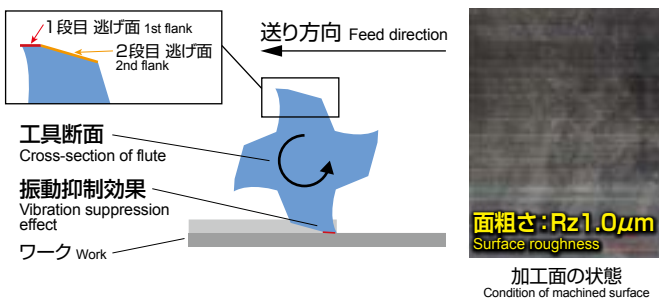 1段目 逃げ面 1st flank
2段目 逃げ面
2nd flank
送り方向 Feed direction
工具断面
Cross-section of flute
振動抑制効果
Vibration suppression
effect
ワーク Work
面粗さ：Rz1.0μm
Surface roughness
加工面の状態
Condition of machined surface